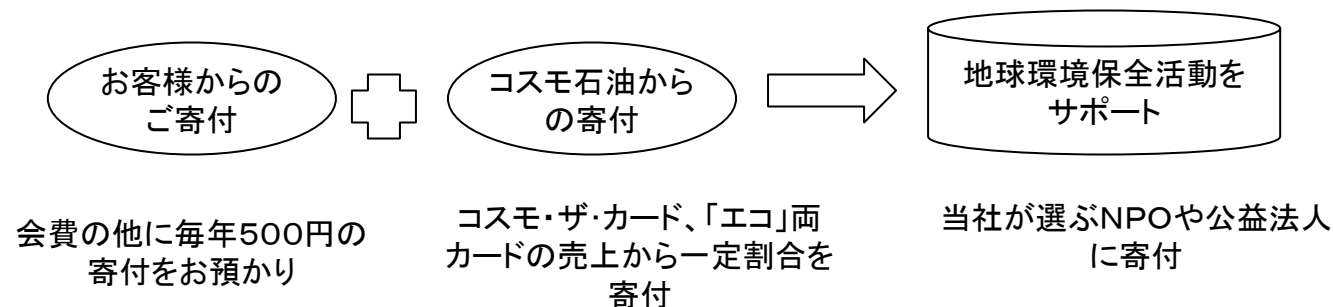 お客様からの
ご寄付
コスモ石油から
の寄付
地球環境保全活動を
サポート
会費の他に毎年500円の
寄付をお預かり
コスモ・ザ・カード、「エコ」両
カードの売上から一定割合を
寄付
当社が選ぶNPOや公益法人
に寄付